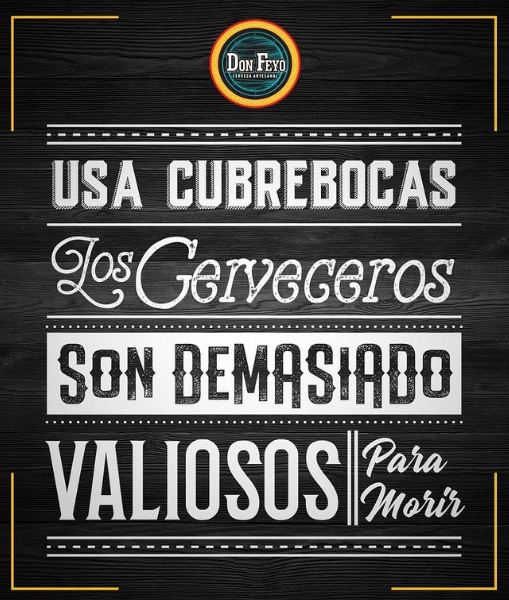 DON FEYO
CERVEZA ARTESANAL
USA CUBREBOCAS
Los Cerveceros
SON DEMASIADO
VALIOSOS
Para
Morir